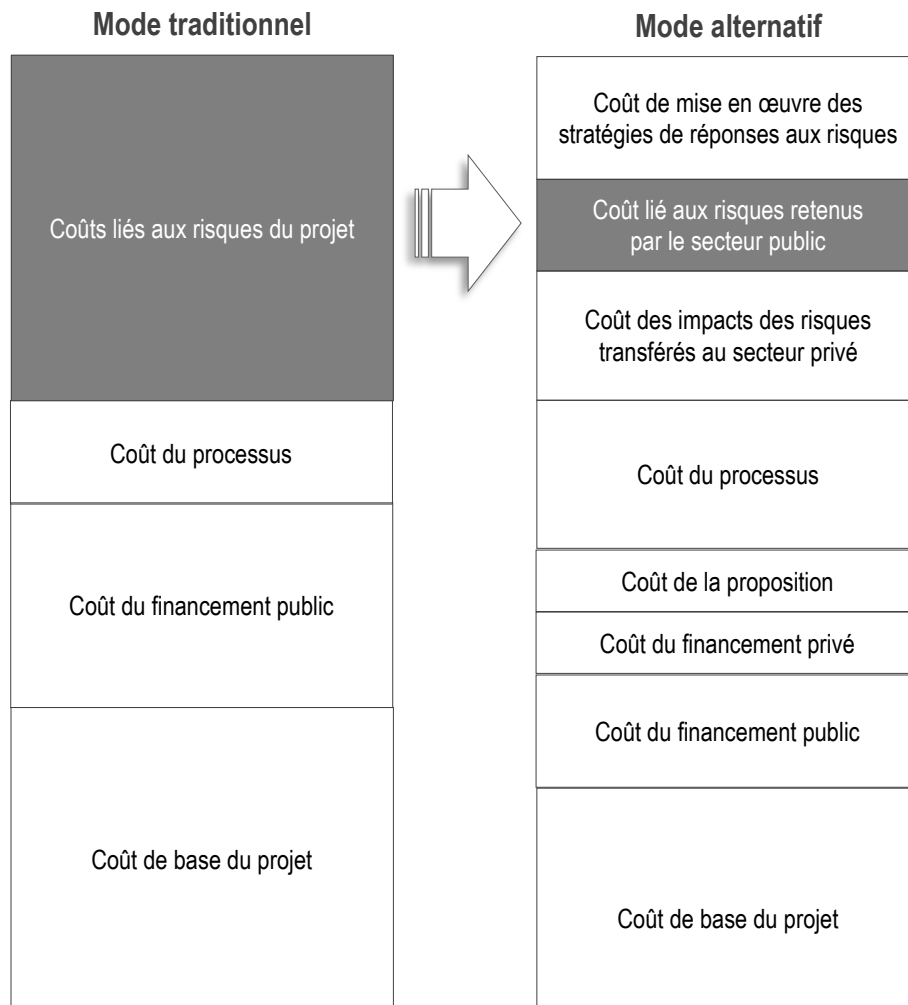 Mode traditionnel
Coûts liés aux risques du projet
Coût du processus
Coût du financement public
Coût de base du projet
Mode alternatif
Coût de mise en œuvre des
stratégies de réponses aux risques
Coût lié aux risques retenus
par le secteur public
Coût des impacts des risques
transférés au secteur privé
Coût du processus
Coût de la proposition
Coût du financement privé
Coût du financement public
Coût de base du projet